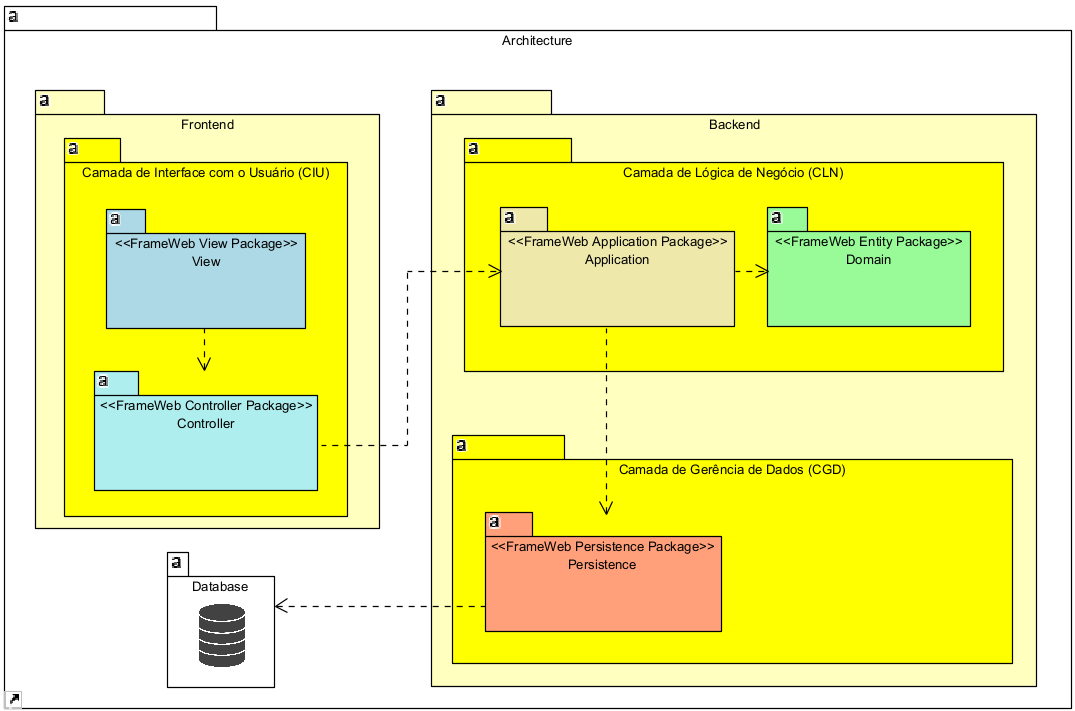 a
Architecture
a
Frontend
a
Camada de Interface com o Usuário (CIU)
a
<<FrameWeb View Package>>
View
a
<<FrameWeb Controller Package>>
Controller
a
Backend
a
Camada de Lógica de Negócio (CLN)
a
<<FrameWeb Application Package>>
Application
a
<<FrameWeb Entity Package>>
Domain
a
Camada de Gerência de Dados (CGD)
a
<<FrameWeb Persistence Package>>
Persistence
a
Database